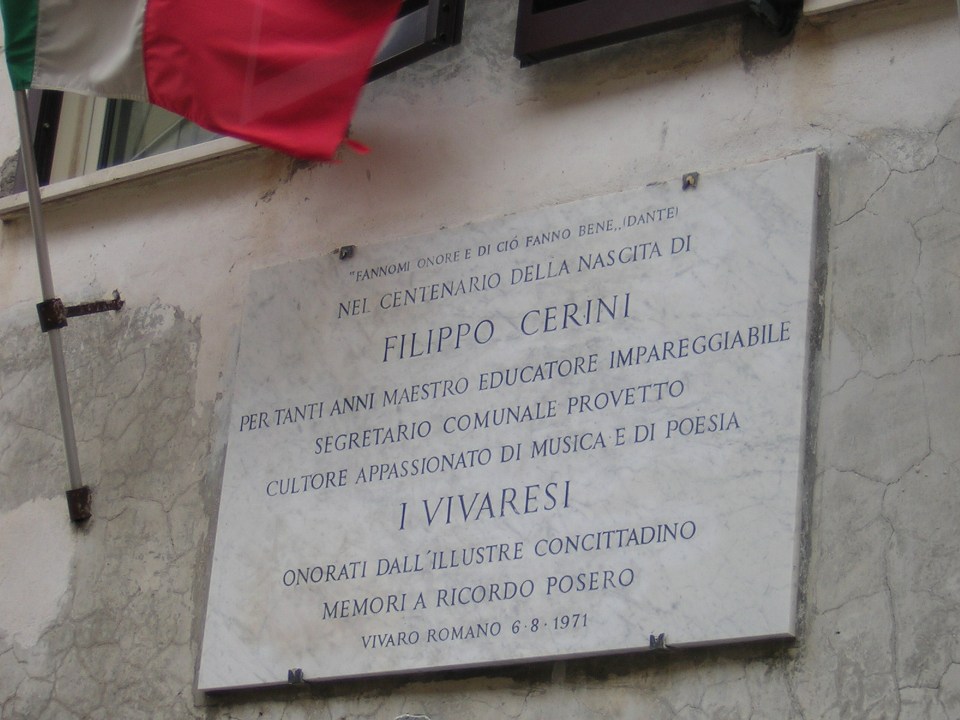 "FANNOMI ONORE E DI CIÓ FANNO BENE,,(DANTE)
NEL CENTENARIO DELLA NASCITA DI
FILIPPO CERINI
PER TANTI ANNI MAESTRO EDUCATORE IMPAREGGIABILE
SEGRETARIO COMUNALE PROVETTO
CULTORE APPASSIONATO DI MUSICA E DI POESIA
I VIVARESI
ONORATI DALL'ILLUSTRE CONCITTADINO
MEMORI A RICORDO POSERO
VIVARO ROMANO 6·8·1971